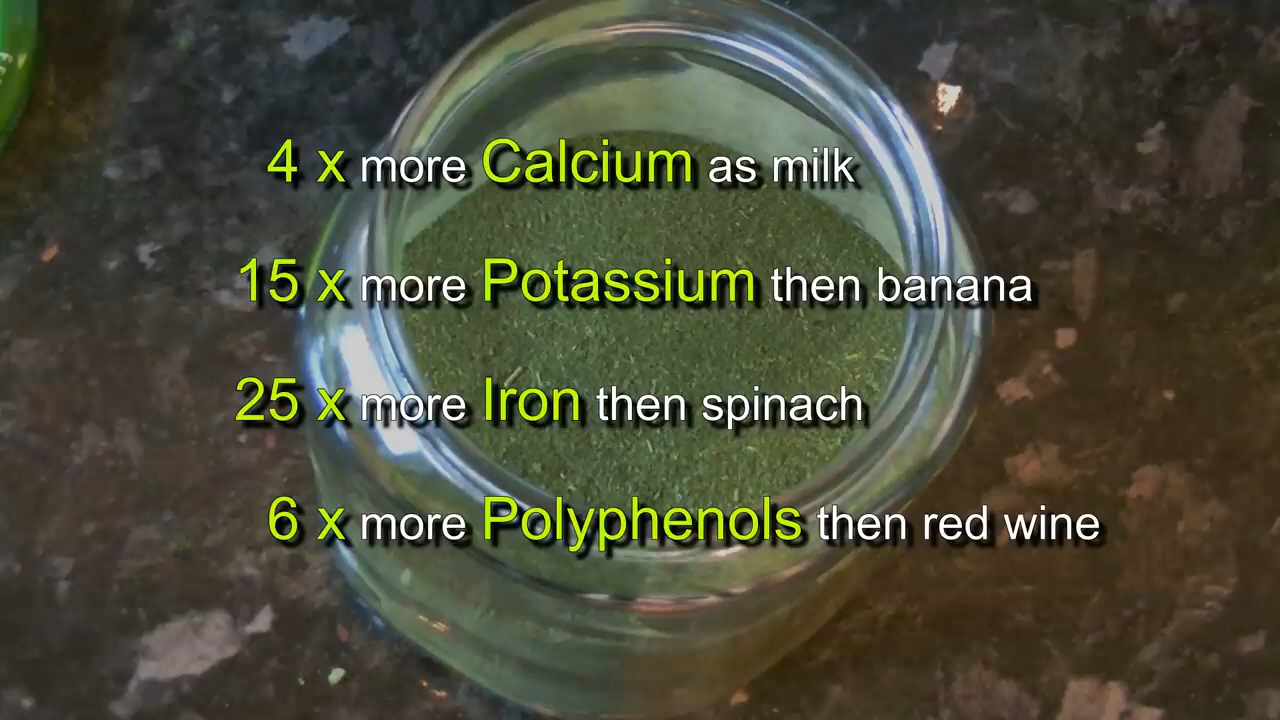 4 x more Calcium as milk
15 x more Potassium then banana
25 x more Iron then spinach
6 x more Polyphenols then red wine